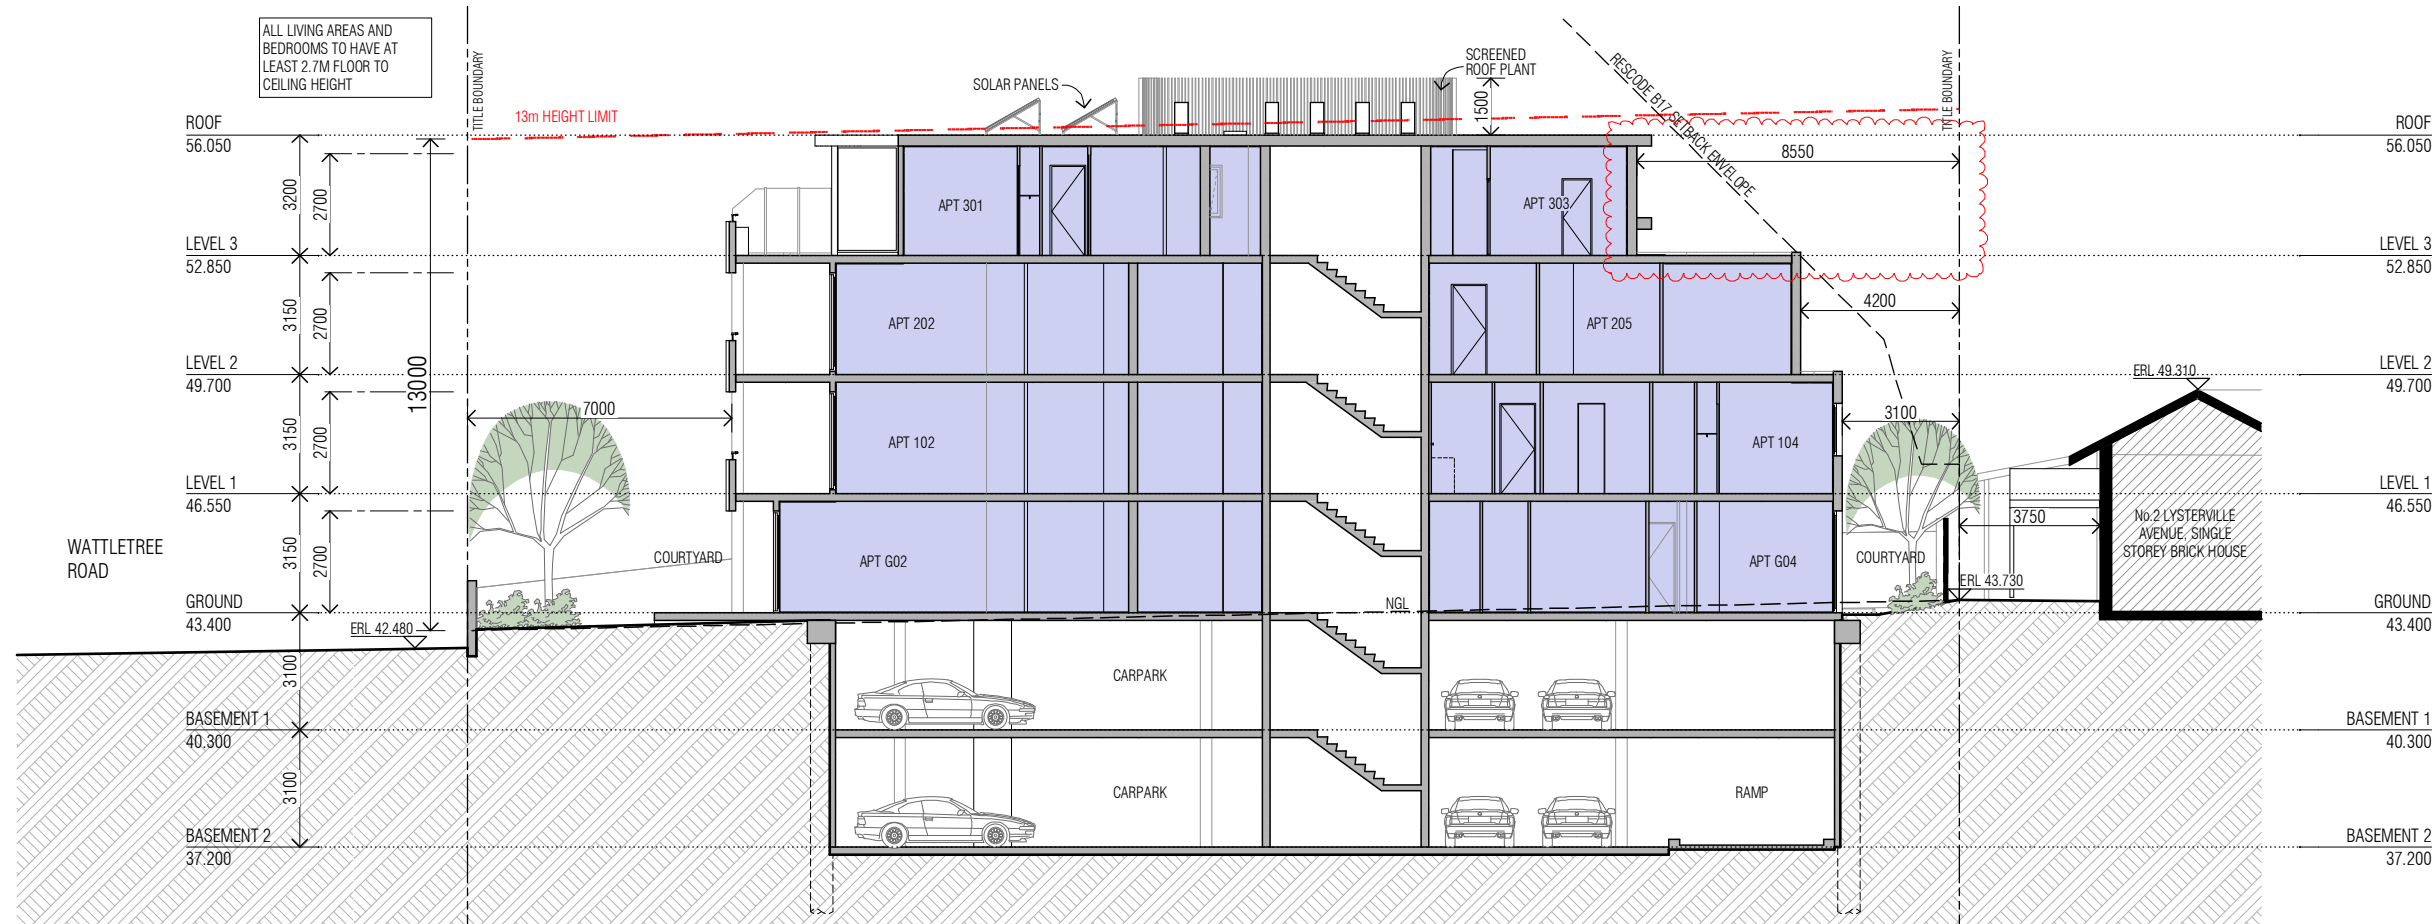 ALL LIVING AREAS AND
BEDROOMS TO HAVE AT
LEAST 2.7M FLOOR TO
CEILING HEIGHT
TITLE BOUNDARY
13m HEIGHT LIMIT
SOLAR PANELS
SCREENED
ROOF PLANT
1500
RESCODE B17 SETBACK ENVELOPE
TITLE BOUNDARY
ROOF
56.050
ROOF
56.050
8550
3200
2700
APT 301
APT 303
LEVEL 3
52.850
LEVEL 3
52.850
4200
3150
2700
APT 202
APT 205
LEVEL 2
49.700
LEVEL 2
49.700
13000
ERL 49.310
7000
3100
3150
2700
APT 102
APT 104
LEVEL 1
46.550
LEVEL 1
46.550
3750
No.2 LYSTERVILLE
AVENUE, SINGLE
STOREY BRICK HOUSE
WATTLETREE
ROAD
3150
2700
COURTYARD
APT G02
APT G04
COURTYARD
ERL 43.730
NGL
GROUND
43.400
GROUND
43.400
ERL 42.480
3100
CARPARK
BASEMENT 1
40.300
BASEMENT 1
40.300
3100
CARPARK
RAMP
BASEMENT 2
37.200
BASEMENT 2
37.200